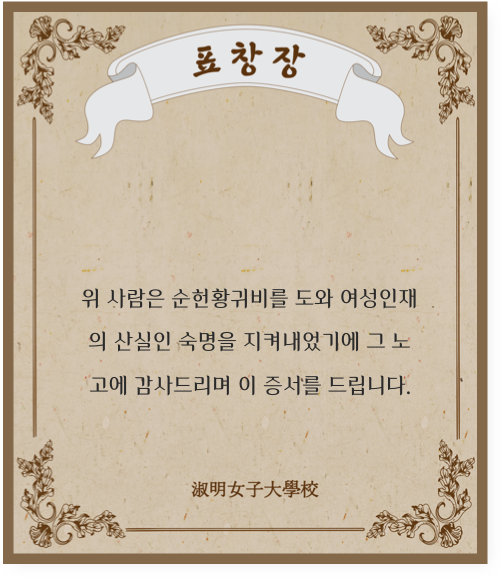 표창장
위 사람은 순헌황귀비를 도와 여성인재
의 산실인 숙명을 지켜내었기에 그 노
고에 감사드리며 이 증서를 드립니다.
淑明女子大學校